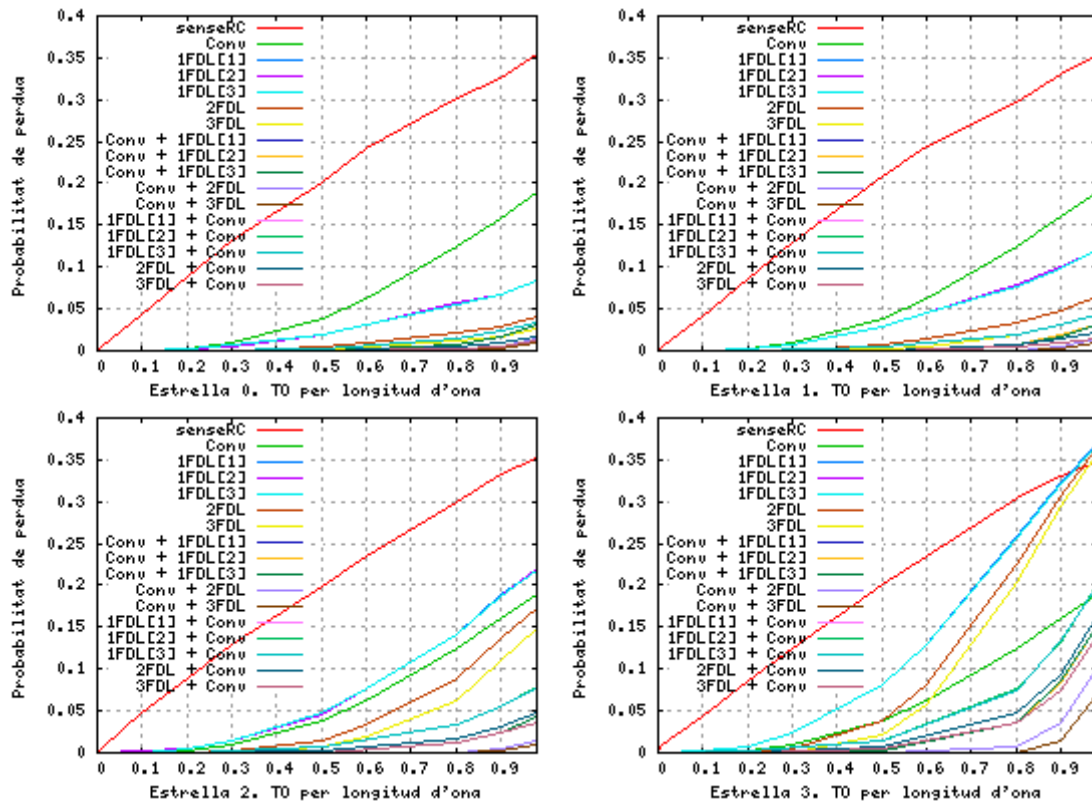 Probabilitat de perdua
0.4
0.35
0.3
0.25
0.2
0.15
0.1
0.05
0
senseRC
Conv
1FDL[1]
1FDL[2]
1FDL[3]
2FDL
3FDL
Conv + 1FDL[1]
Conv + 1FDL[2]
Conv + 1FDL[3]
Conv + 2FDL
Conv + 3FDL
1FDL[1] + Conv
1FDL[2] + Conv
1FDL[3] + Conv
2FDL + Conv
3FDL + Conv
0 0.1 0.2 0.3 0.4 0.5 0.6 0.7 0.8 0.9
Estrella 0. TO per longitud d'ona
Probabilitat de perdua
0.4
0.35
0.3
0.25
0.2
0.15
0.1
0.05
0
senseRC
Conv
1FDL[1]
1FDL[2]
1FDL[3]
2FDL
3FDL
Conv + 1FDL[1]
Conv + 1FDL[2]
Conv + 1FDL[3]
Conv + 2FDL
Conv + 3FDL
1FDL[1] + Conv
1FDL[2] + Conv
1FDL[3] + Conv
2FDL + Conv
3FDL + Conv
0 0.1 0.2 0.3 0.4 0.5 0.6 0.7 0.8 0.9
Estrella 1. TO per longitud d'ona
Probabilitat de perdua
0.4
0.35
0.3
0.25
0.2
0.15
0.1
0.05
0
senseRC
Conv
1FDL[1]
1FDL[2]
1FDL[3]
2FDL
3FDL
Conv + 1FDL[1]
Conv + 1FDL[2]
Conv + 1FDL[3]
Conv + 2FDL
Conv + 3FDL
1FDL[1] + Conv
1FDL[2] + Conv
1FDL[3] + Conv
2FDL + Conv
3FDL + Conv
0 0.1 0.2 0.3 0.4 0.5 0.6 0.7 0.8 0.9
Estrella 2. TO per longitud d'ona
Probabilitat de perdua
0.4
0.35
0.3
0.25
0.2
0.15
0.1
0.05
0
senseRC
Conv
1FDL[1]
1FDL[2]
1FDL[3]
2FDL
3FDL
Conv + 1FDL[1]
Conv + 1FDL[2]
Conv + 1FDL[3]
Conv + 2FDL
Conv + 3FDL
1FDL[1] + Conv
1FDL[2] + Conv
1FDL[3] + Conv
2FDL + Conv
3FDL + Conv
0 0.1 0.2 0.3 0.4 0.5 0.6 0.7 0.8 0.9
Estrella 3. TO per longitud d'ona